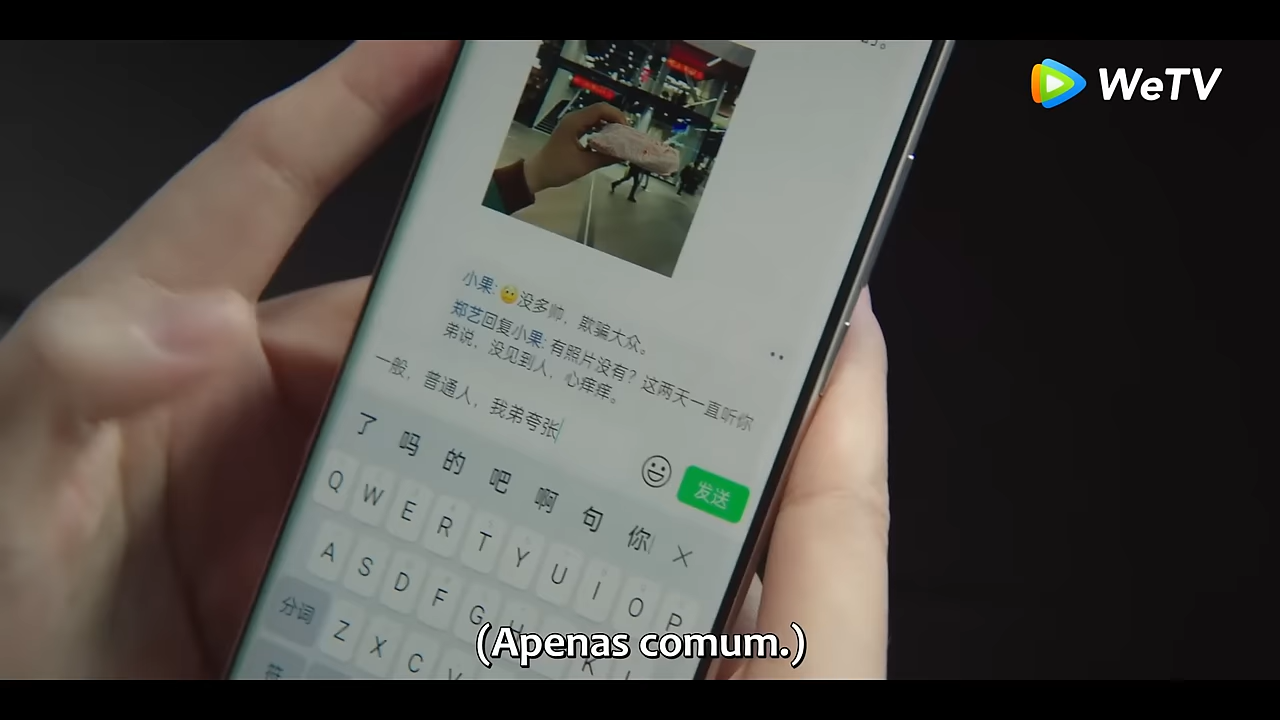 WeTV
小果: 没多帅，欺骗大众。
郑艺回复小果: 有照片没有？这两天一直听你
弟说，没见到人，心痒痒。
一般，普通人，我弟夸张
发送
了 吗 的 吧 啊 句 你
Q W E R T Y U I O P
A S D F G H K L
分词 Z X C V
符
(Apenas comum.)